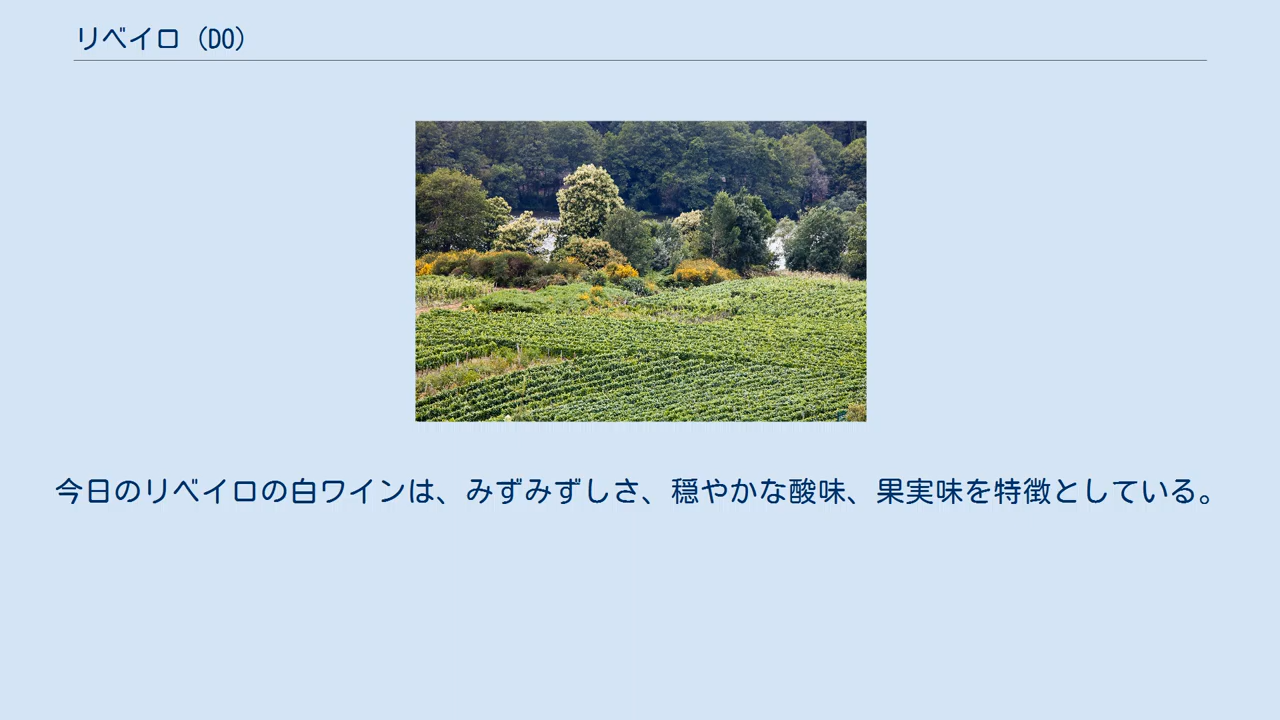 リベイロ（DO）
今日のリベイロの白ワインは、みずみずしさ、穏やかな酸味、果実味を特徴としている。